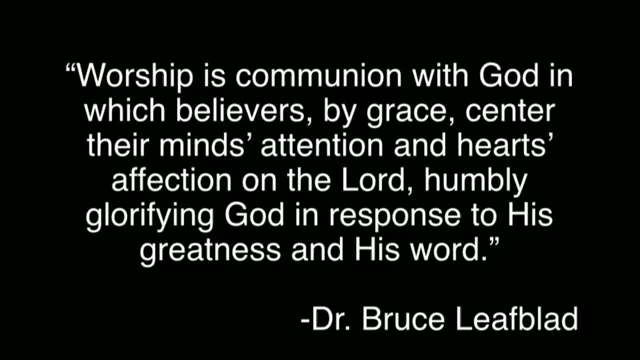 “Worship is communion with God in
which believers, by grace, center
their minds’ attention and hearts’
affection on the Lord, humbly
glorifying God in response to His
greatness and His word.”
-Dr. Bruce Leafblad